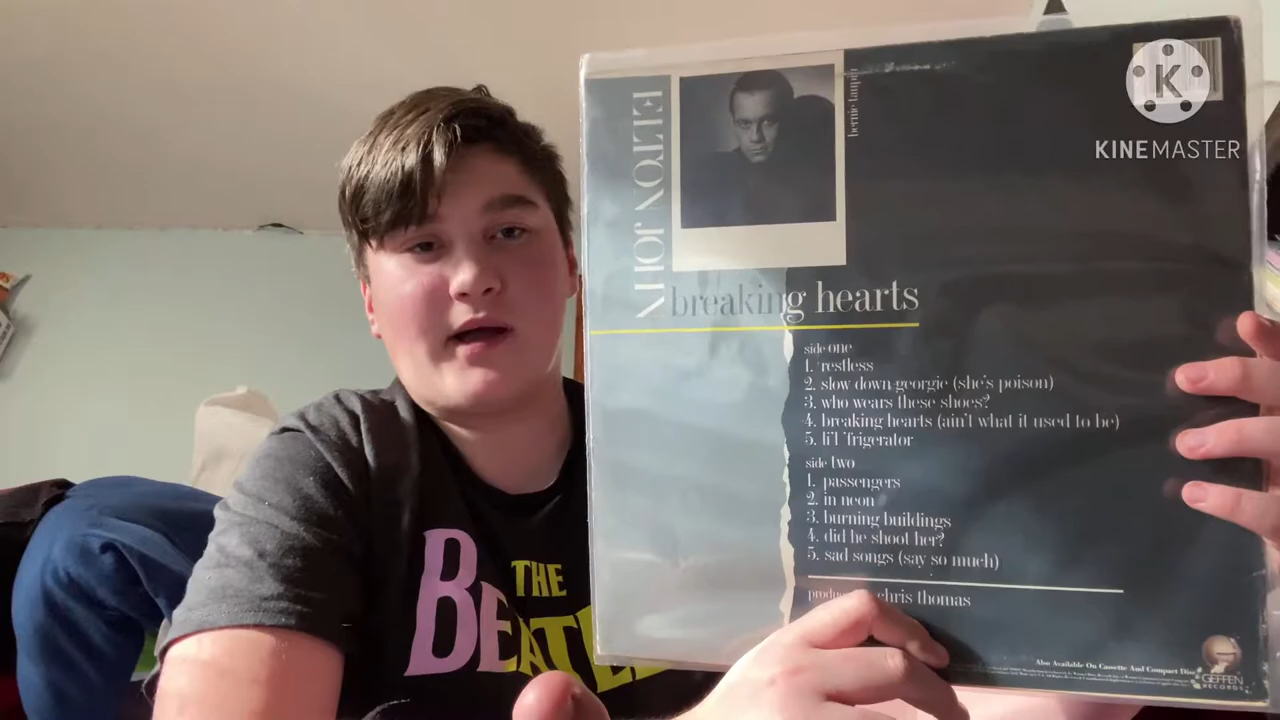 K
KINEMASTER
ELTON JOHN
bernie taupin
breaking hearts
side one
1. restless
2. slow down georgie (she's poison)
3. who wears these shoes?
4. breaking hearts (ain't what it used to be)
5. li'l 'frigerator
side two
1. passengers
2. in neon
3. burning buildings
4. did he shoot her?
5. sad songs (say so much)
chris thomas
Also Available On Cassette And Compact Disc
GEFFEN
RECORDS
THE